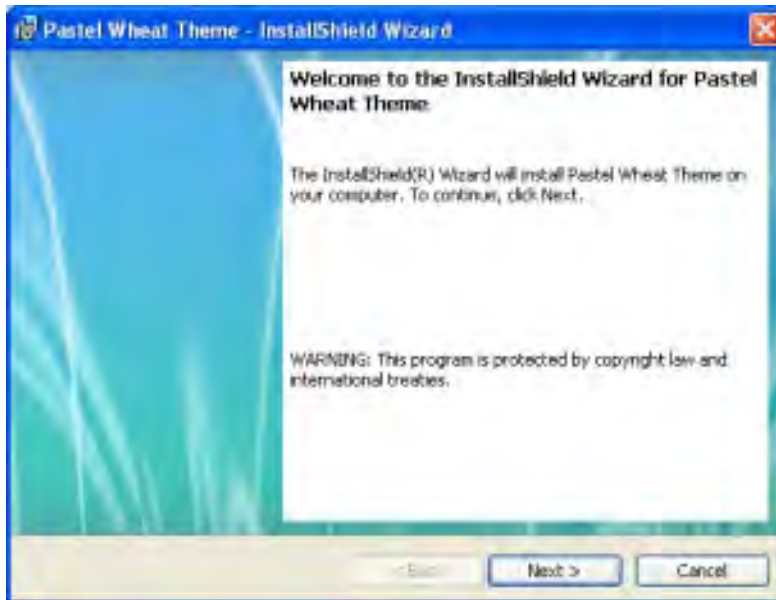 Pastel Wheat Theme - InstallShield Wizard
Welcome to the InstallShield Wizard for Pastel
Wheat Theme
The InstallShield(R) Wizard will install Pastel Wheat Theme on
your computer. To continue, click Next.
WARNING: This program is protected by copyright law and
international treaties.
< Back
Next >
Cancel